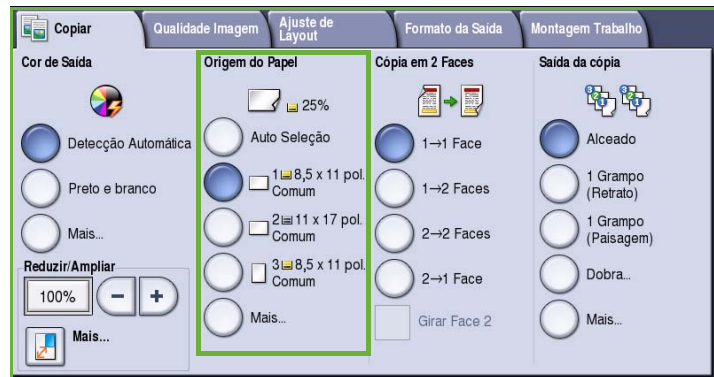 Copiar
Qualidade Imagem
Ajuste de
Layout
Formato da Saída
Montagem Trabalho
Cor de Saída
Detecção Automática
Preto e branco
Mais...
Reduzir/Ampliar
100%
Mais...
Origem do Papel
25%
Auto Seleção
1 8,5 x 11 pol.
Comum
2 11 x 17 pol.
Comum
3 8,5 x 11 pol.
Comum
Mais...
Cópia em 2 Faces
1→1 Face
1→2 Faces
2→2 Faces
2→1 Face
Girar Face 2
Saída da cópia
Alceado
1 Grampo
(Retrato)
1 Grampo
(Paisagem)
Dobra...
Mais...